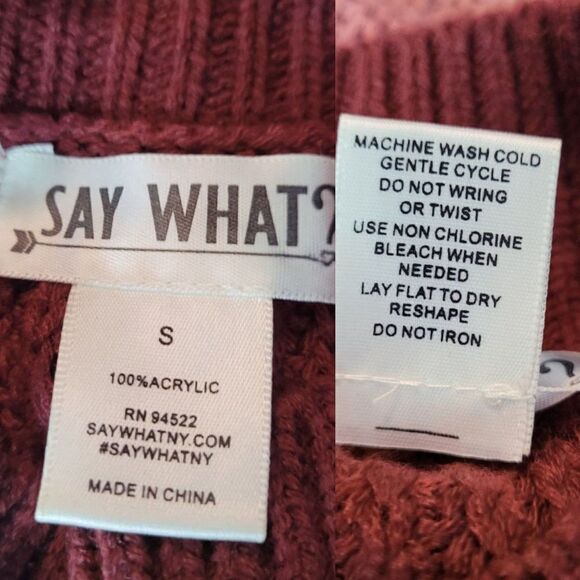 SAY WHAT?
S
100%ACRYLIC
RN 94522
SAYWHATNY.COM
#SAYWHATNY
MADE IN CHINA
MACHINE WASH COLD
GENTLE CYCLE
DO NOT WRING
OR TWIST
USE NON CHLORINE
BLEACH WHEN
NEEDED
LAY FLAT TO DRY
RESHAPE
DO NOT IRON